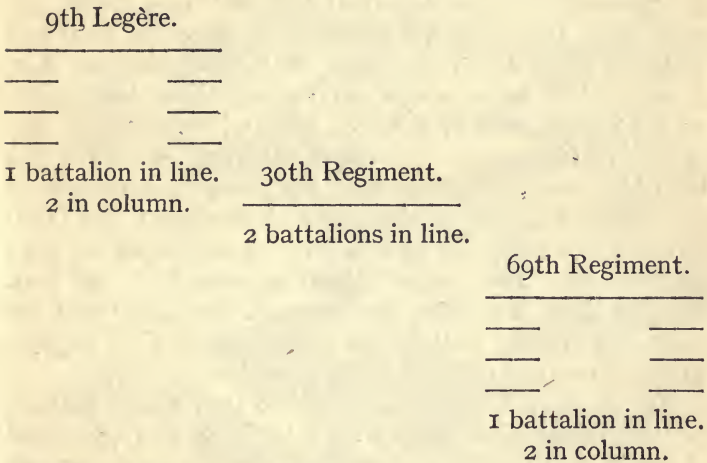 9th Legère.
1 battalion in line.
2 in column.
30th Regiment.
2 battalions in line.
69th Regiment.
1 battalion in line.
2 in column.